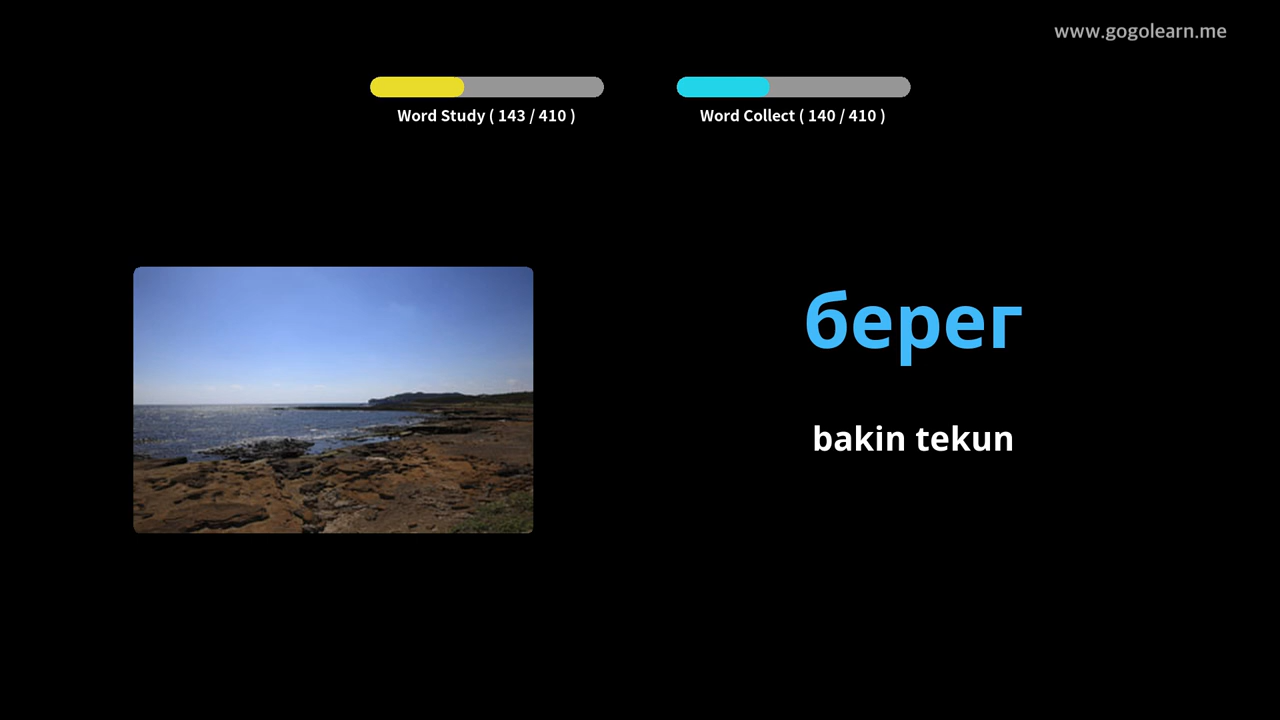 www.gogolearn.me
Word Study ( 143 / 410 )
Word Collect ( 140 / 410 )
берег
bakin tekun